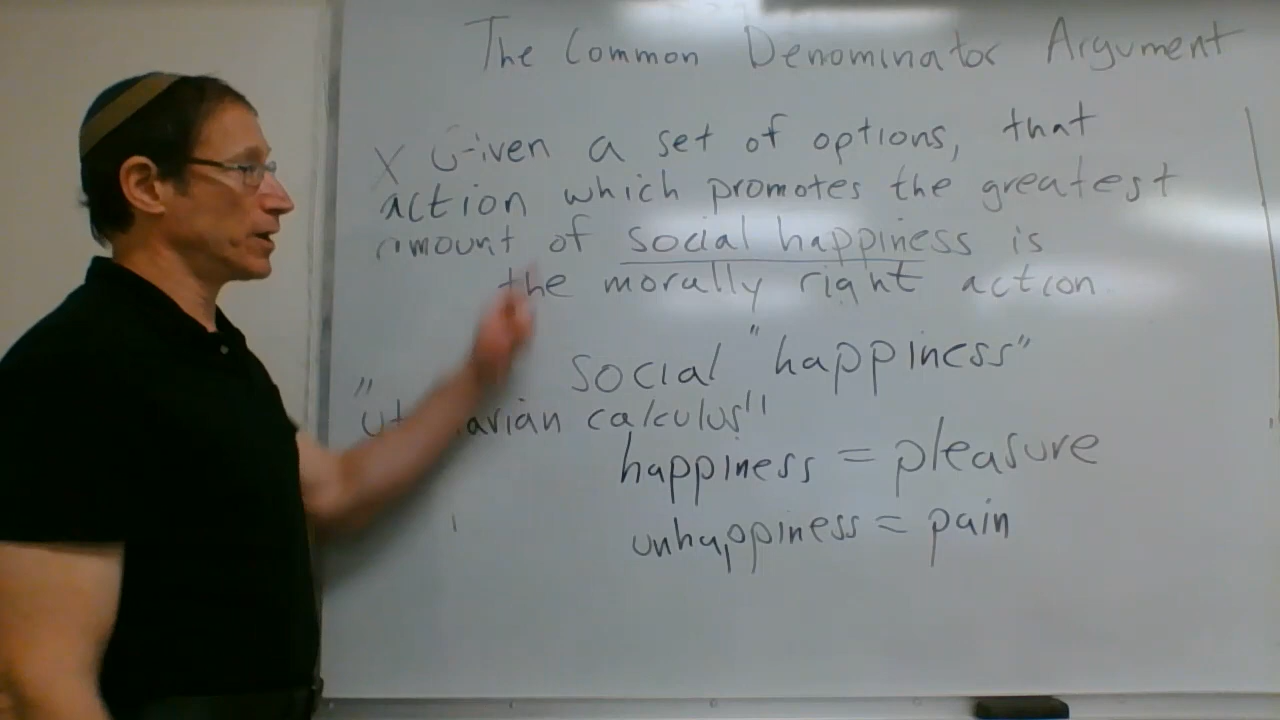 The Common Denominator Argument
X Given a set of options, that
action which promotes the greatest
amount of social happiness is
the morally right action
social "happiness"
calculus"
happiness = pleasure
unhappiness = pain